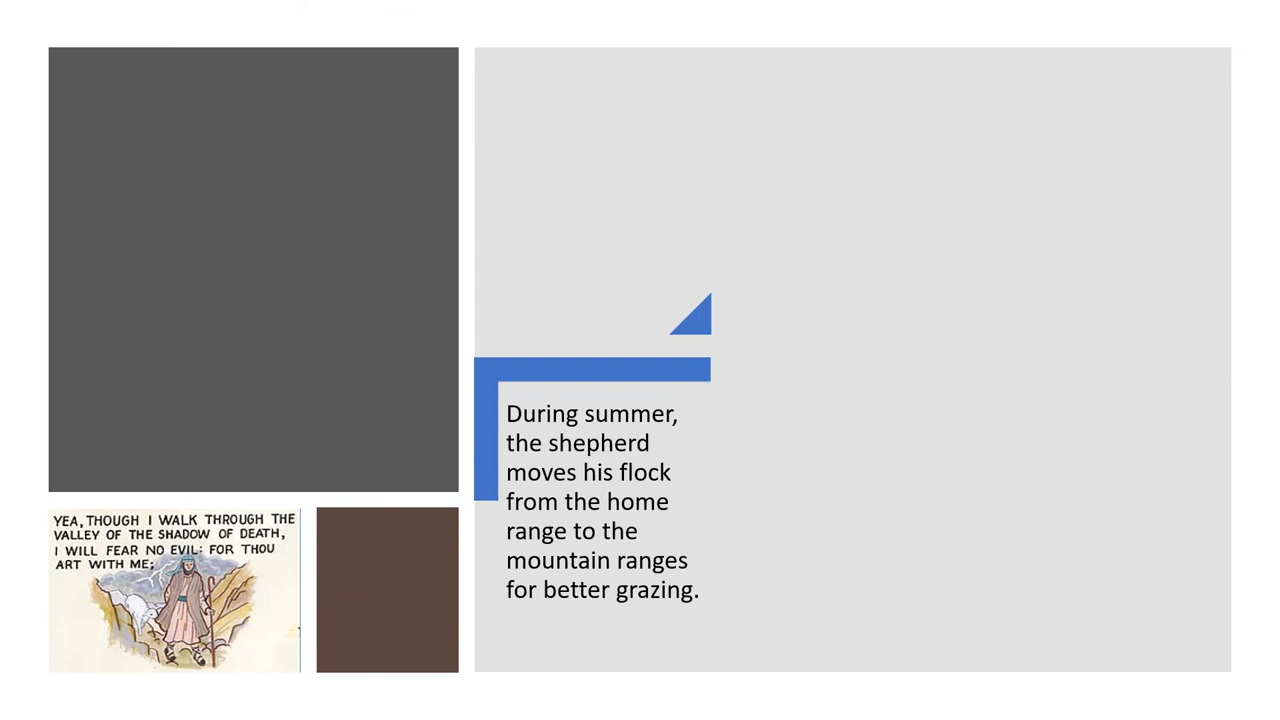 YEA, THOUGH I WALK THROUGH THE
VALLEY OF THE SHADOW OF DEATH,
I WILL FEAR NO EVIL: FOR THOU
ART WITH ME;
During summer,
the shepherd
moves his flock
from the home
range to the
mountain ranges
for better grazing.